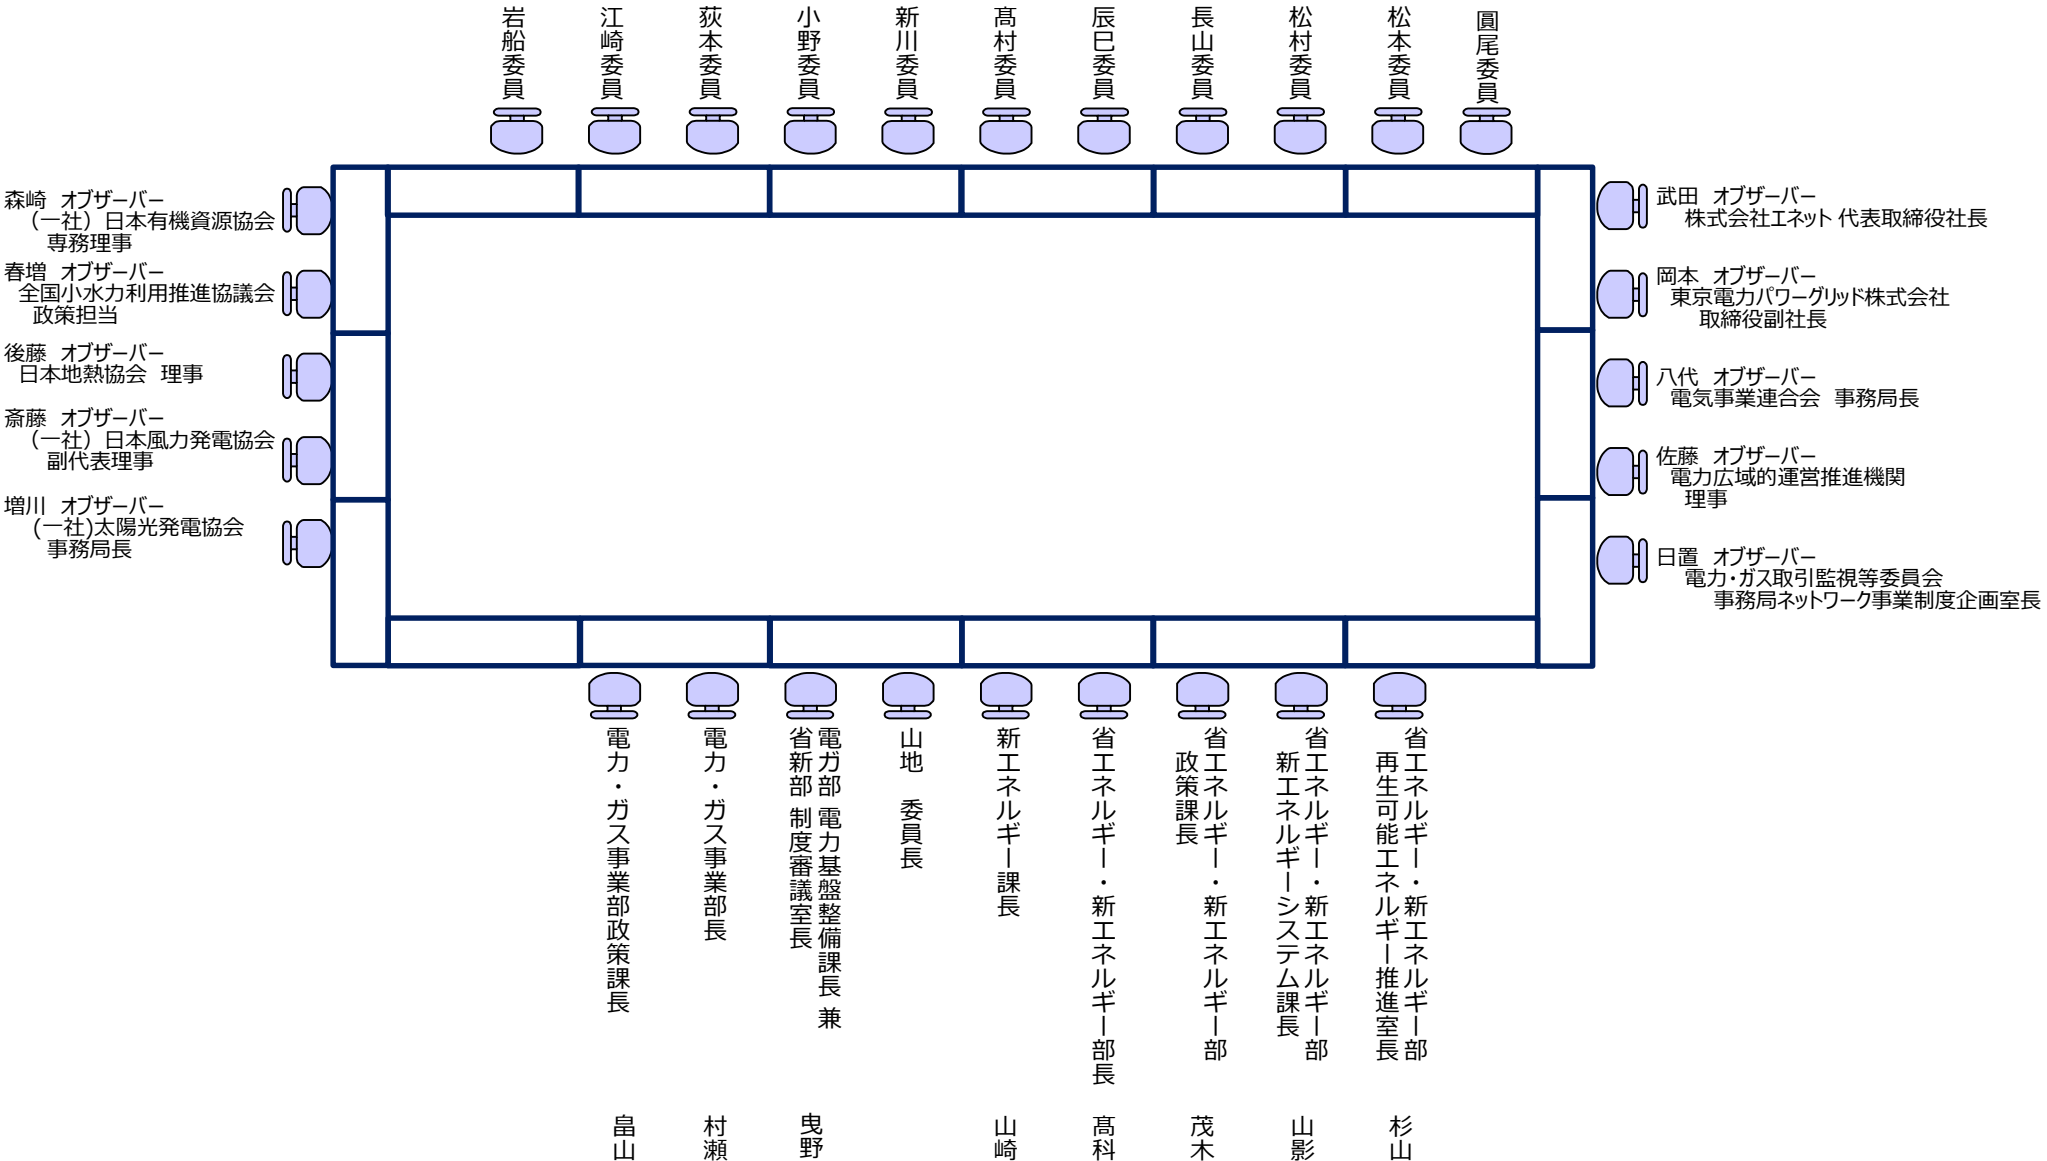 岩船委員
江崎委員
荻本委員
小野委員
新川委員
髙村委員
辰巳委員
長山委員
松村委員
松本委員
圓尾委員
森崎　オブザーバー
（一社）日本有機資源協会
専務理事
春増　オブザーバー
全国小水力利用推進協議会
政策担当
後藤　オブザーバー
日本地熱協会　理事
斎藤　オブザーバー
（一社）日本風力発電協会
副代表理事
増川　オブザーバー
(一社)太陽光発電協会
事務局長
武田　オブザーバー
株式会社エネット 代表取締役社長
岡本　オブザーバー
東京電力パワーグリッド株式会社
取締役副社長
八代　オブザーバー
電気事業連合会　事務局長
佐藤　オブザーバー
電力広域的運営推進機関
理事
日置　オブザーバー
電力・ガス取引監視等委員会
事務局ネットワーク事業制度企画室長
電力・ガス事業部政策課長　畠山
電力・ガス事業部長　村瀬
電ガ部 電力基盤整備課長 兼
省新部 制度審議室長　曳野
山地　委員長
新エネルギー課長　山崎
省エネルギー・新エネルギー部長　髙科
省エネルギー・新エネルギー部
政策課長　茂木
省エネルギー・新エネルギー部
新エネルギーシステム課長　山影
省エネルギー・新エネルギー部
再生可能エネルギー推進室長　杉山